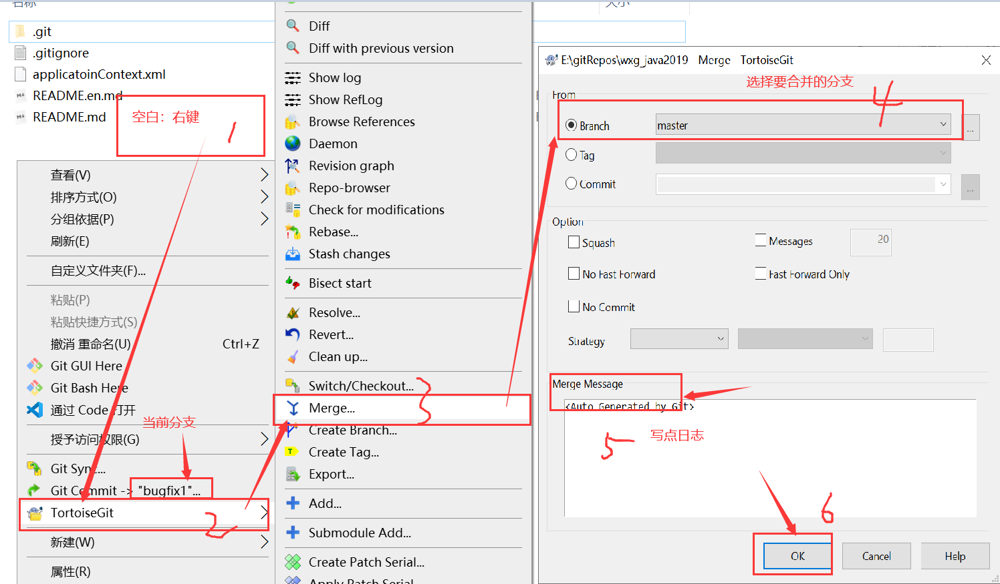 名称
大小
.git
.gitignore
applicatoinContext.xml
README.en.md
README.md
空白：右键
1
查看(V)
排序方式(O)
分组依据(P)
刷新(E)
自定义文件夹(F)...
粘贴(P)
粘贴快捷方式(S)
撤消 重命名(U)
Ctrl+Z
Git GUI Here
Git Bash Here
通过 Code 打开
当前分支
授予访问权限(G)
Git Sync...
Git Commit -> "bugfix1"...
TortoiseGit
2
新建(W)
属性(R)
Diff
Diff with previous version
Show log
Show RefLog
Browse References
Daemon
Revision graph
Repo-browser
Check for modifications
Rebase...
Stash changes
Bisect start
Resolve...
Revert...
Clean up...
Switch/Checkout...
Merge...
3
Create Branch...
Create Tag...
Export...
Add...
Submodule Add...
Create Patch Serial...
Apply Patch Serial
E:\gitRepos\wxg_java2019 Merge TortoiseGit
选择要合并的分支
4
From
Branch
master
...
Tag
Commit
...
Option
Squash
Messages
20
No Fast Forward
Fast Forward Only
No Commit
Strategy
Merge Message
<Auto Generated by Git>
5
写点日志
6
OK
Cancel
Help